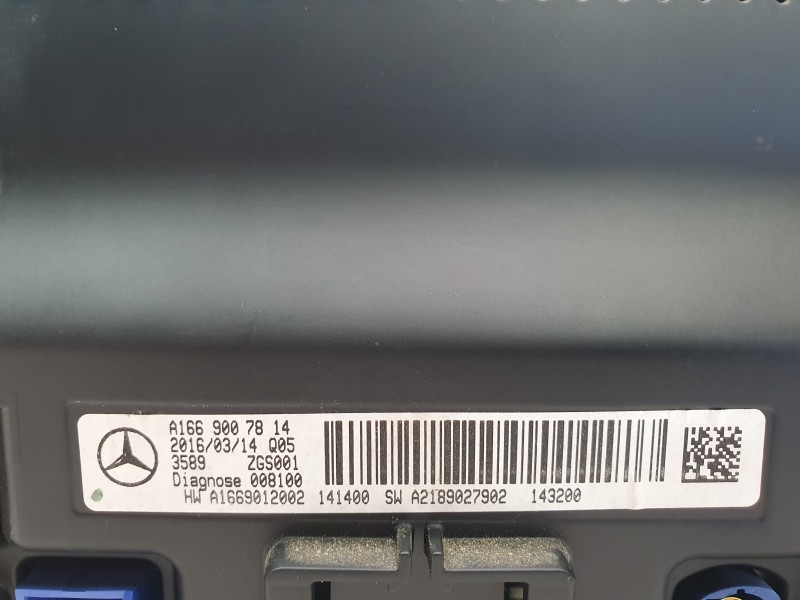 A166 900 78 14
2016/03/14 Q05
3589 ZGS001
Diagnose 008100
HW A1669012002 141400 SW A2189027902 143200